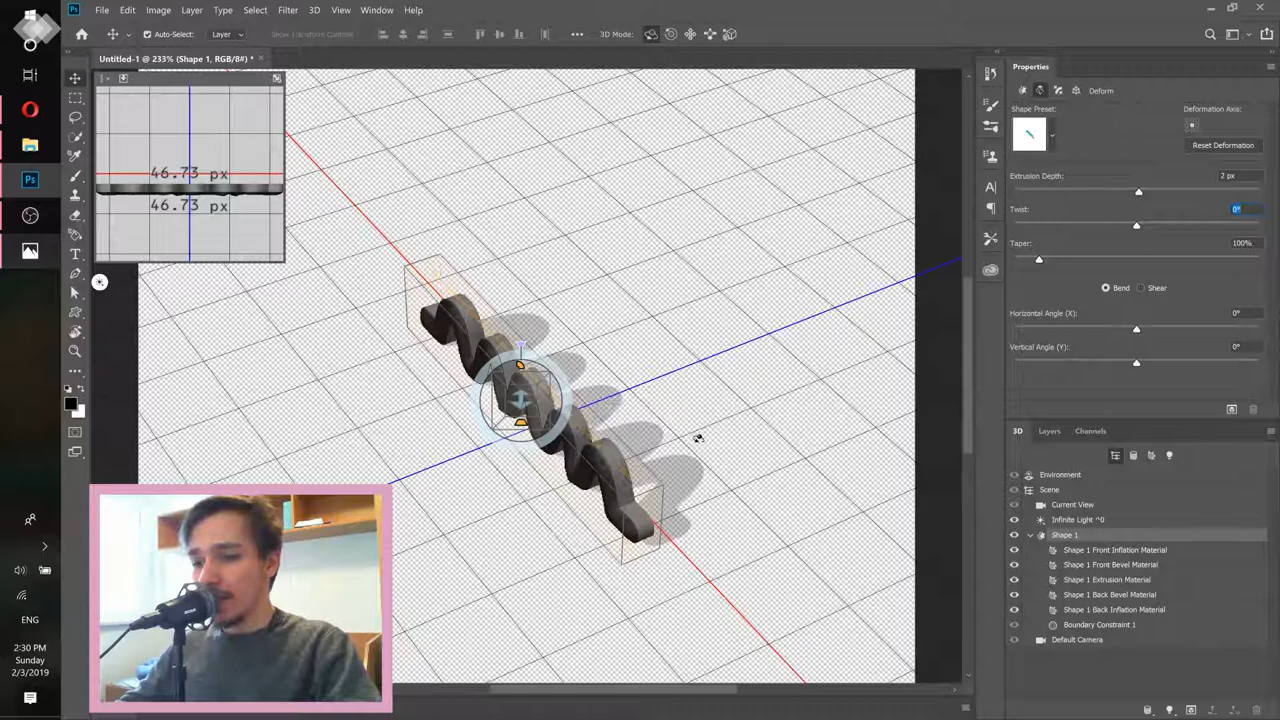 Ps File Edit Image Layer Type Select Filter 3D View Window Help
Auto-Select: Layer Show Transform Controls 3D Mode:
Untitled-1 @ 233% (Shape 1, RGB/8#) *
46.73 px
46.73 px
Properties
Deform
Shape Preset: Deformation Axis:
Reset Deformation
Extrusion Depth: 2 px
Twist: 0°
Taper: 100%
Bend Shear
Horizontal Angle (X): 0°
Vertical Angle (Y): 0°
3D Layers Channels
Environment
Scene
Current View
Infinite Light ^0
Shape 1
Shape 1 Front Inflation Material
Shape 1 Front Bevel Material
Shape 1 Extrusion Material
Shape 1 Back Bevel Material
Shape 1 Back Inflation Material
Boundary Constraint 1
Default Camera
Ps
ENG
2:30 PM
Sunday
2/3/2019